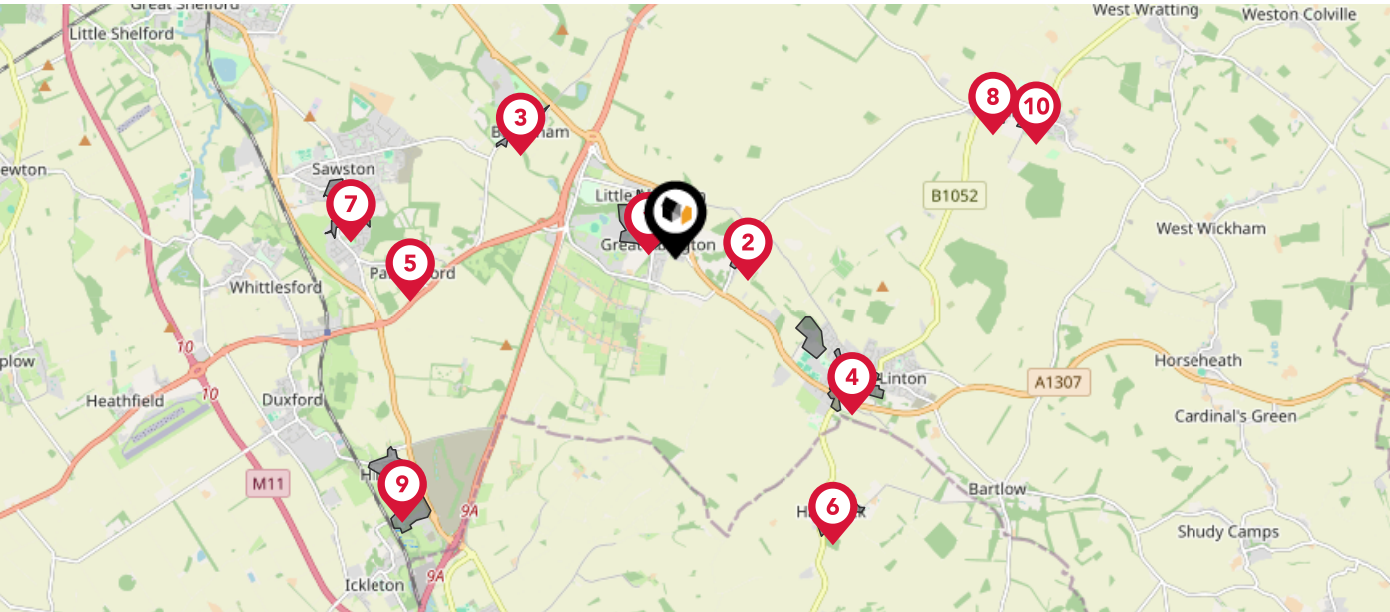 Great Shelford
West Wratting
Weston Colville
Little Shelford
8
10
3
Sawston
ewton
7
Little
B1052
2
West Wickham
5
Whittlesford
10
plow
10
Heathfield
Duxford
4
Linton
A1307
Horseheath
Cardinal's Green
M11
9
9A
6
Bartlow
Shudy Camps
9A
Ickleton